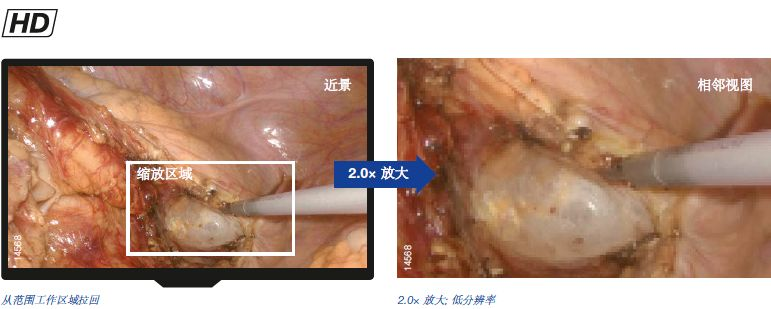 HD
近景
缩放区域
2.0× 放大
相邻视图
14568
14568
从范围工作区域拉回
2.0× 放大; 低分辨率